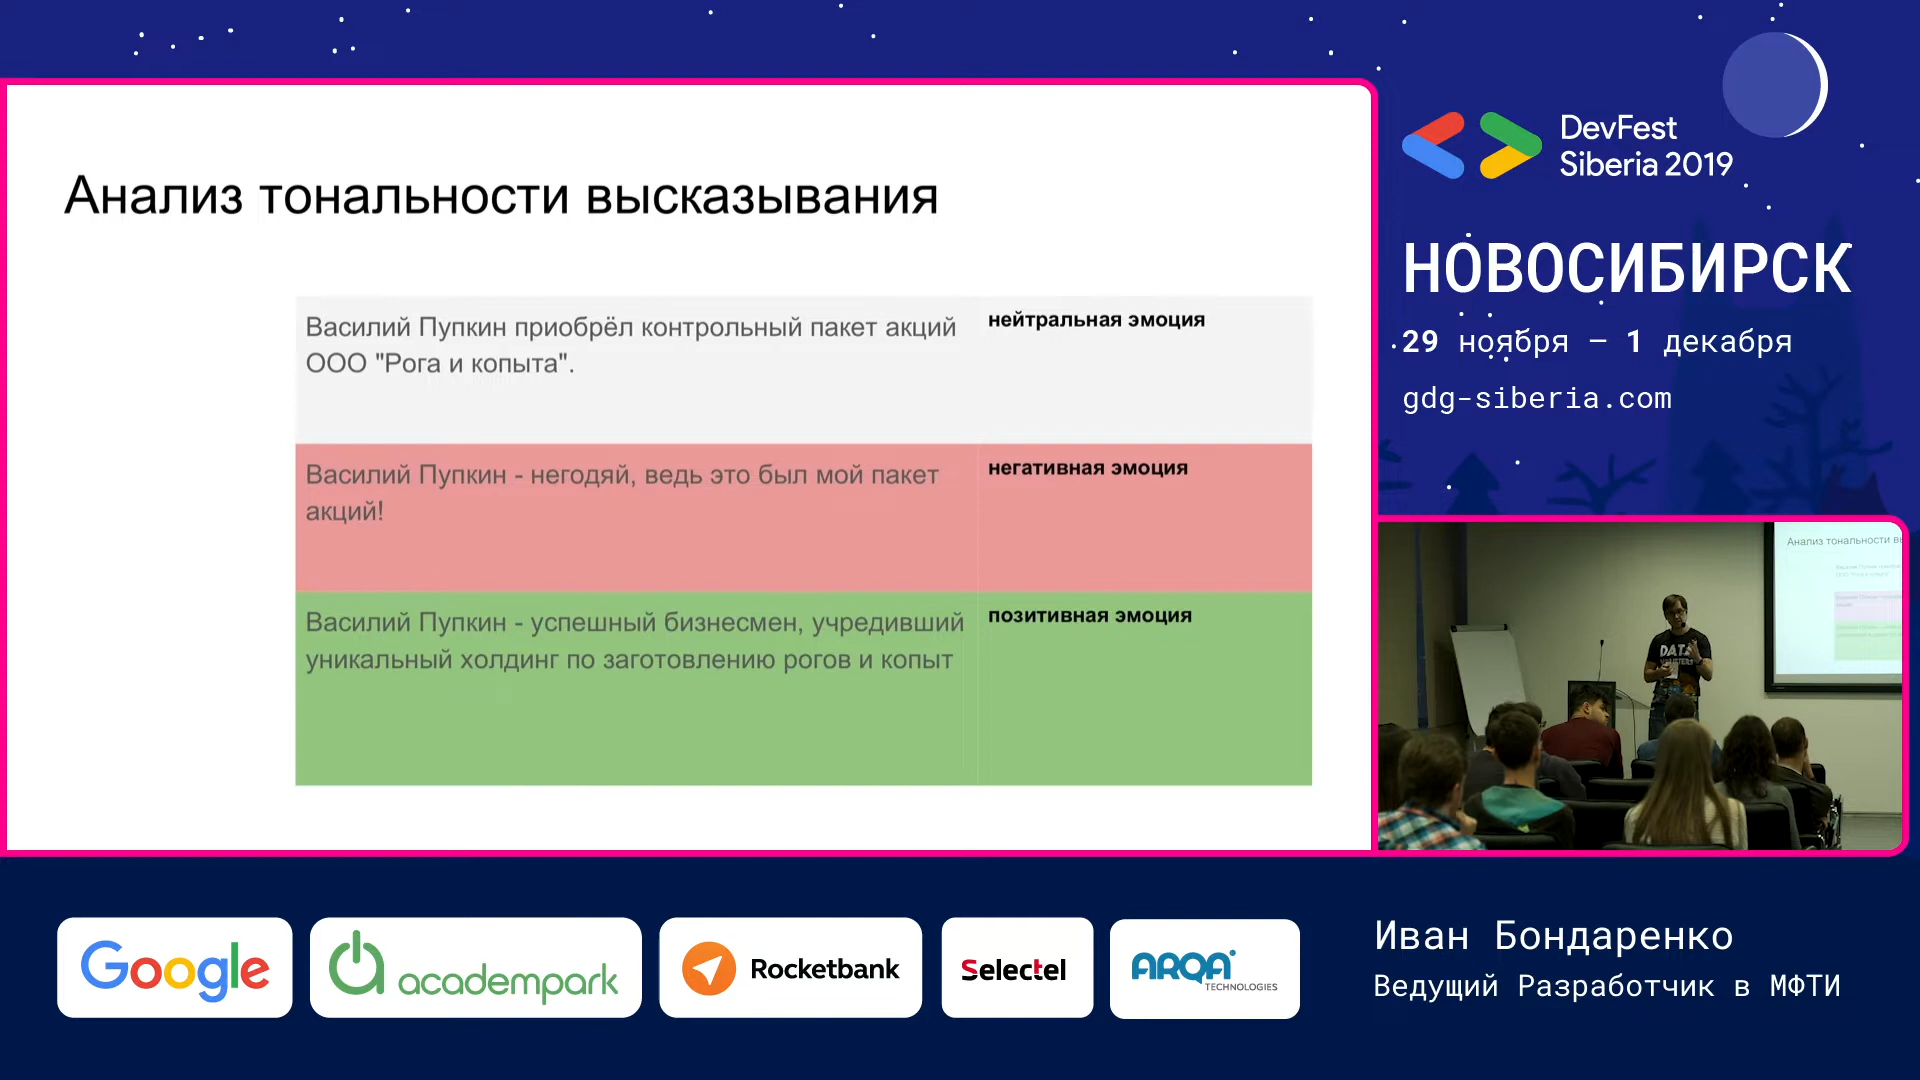 Анализ тональности высказывания
Василий Пупкин приобрёл контрольный пакет акций
ООО "Рога и копыта".
нейтральная эмоция
Василий Пупкин - негодяй, ведь это был мой пакет
акций!
негативная эмоция
Василий Пупкин - успешный бизнесмен, учредивший
уникальный холдинг по заготовлению рогов и копыт
позитивная эмоция
DevFest
Siberia 2019
НОВОСИБИРСК
29 ноября – 1 декабря
gdg-siberia.com
Анализ тональности
DATA
Google
academpark
Rocketbank
Selectel
ARQA
TECHNOLOGIES
Иван Бондаренко
Ведущий Разработчик в МФТИ